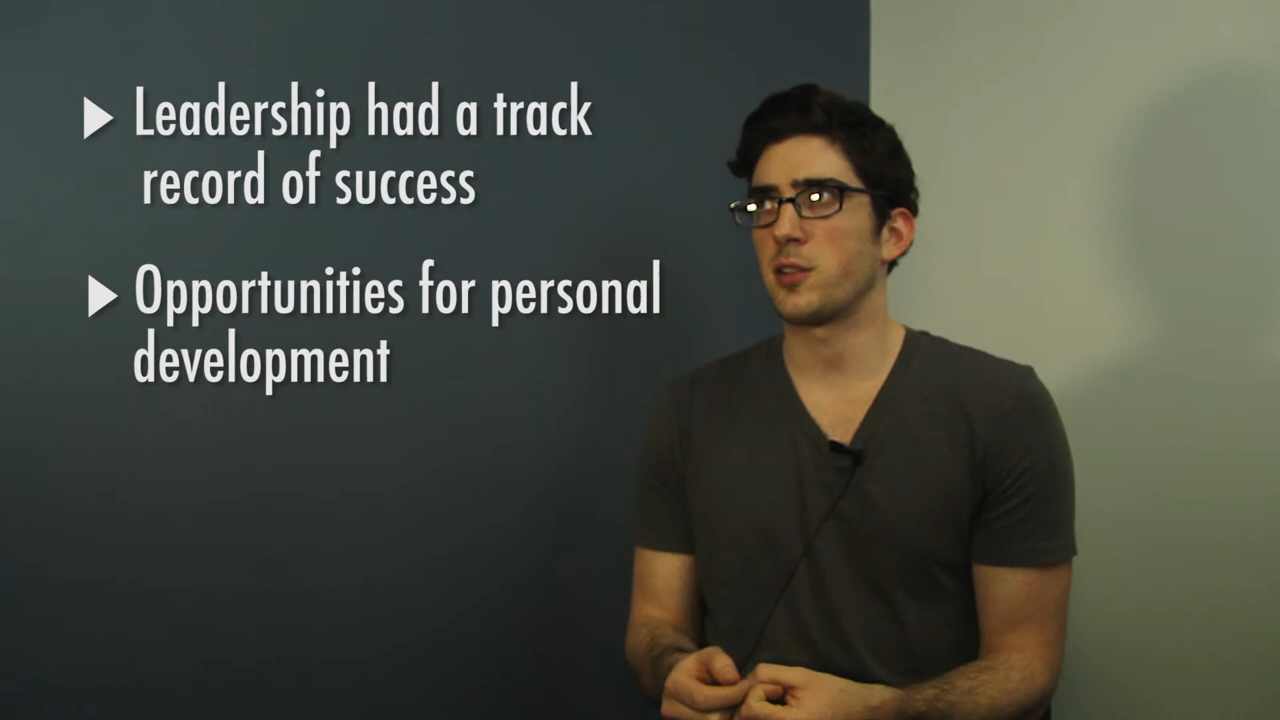 Leadership had a track
record of success
Opportunities for personal
development